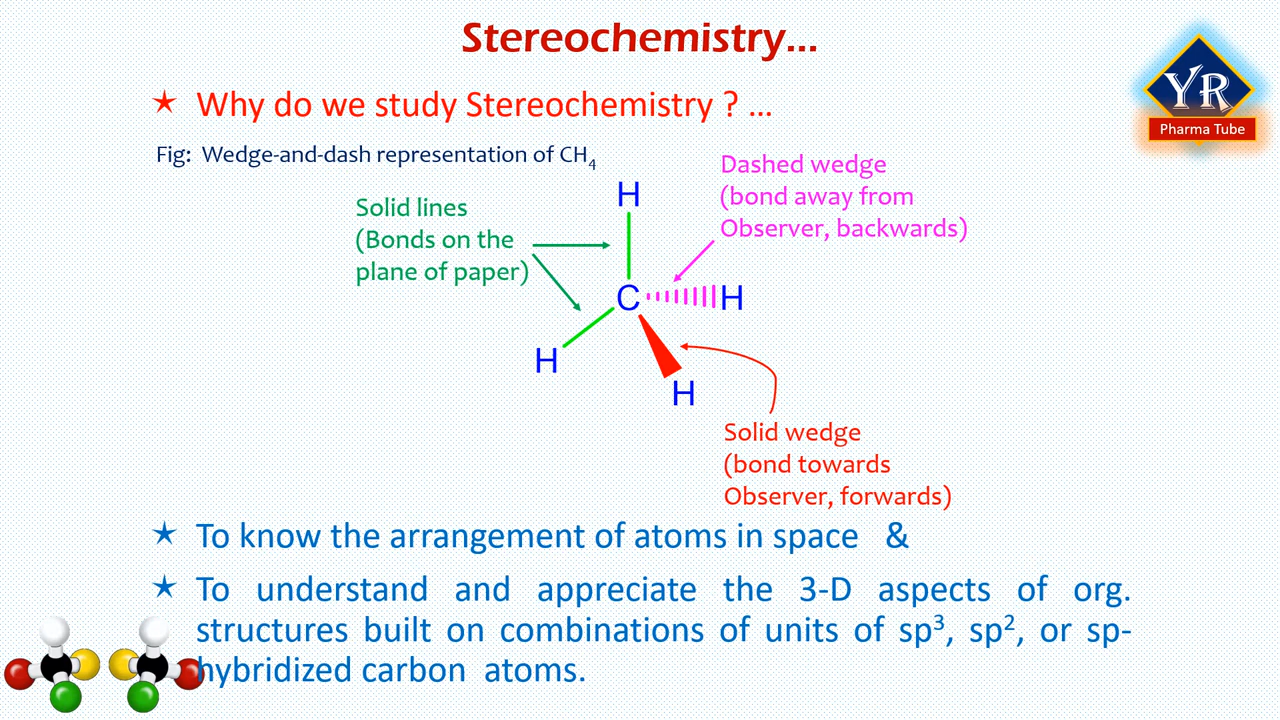 Stereochemistry...
YR
Pharma Tube
★ Why do we study Stereochemistry ? ...
Fig: Wedge-and-dash representation of CH₄
Dashed wedge
(bond away from
Observer, backwards)
Solid lines
(Bonds on the
plane of paper)
H
C H
H
H
Solid wedge
(bond towards
Observer, forwards)
★ To know the arrangement of atoms in space &
★ To understand and appreciate the 3-D aspects of org.
structures built on combinations of units of sp³, sp², or sp-
hybridized carbon atoms.